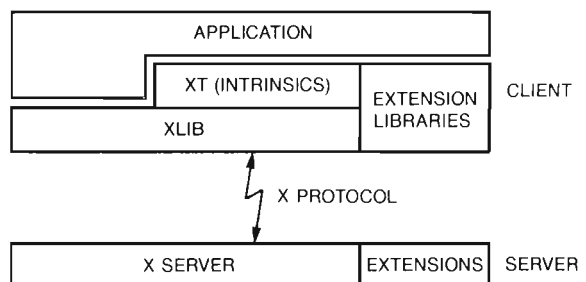 APPLICATION
XT (INTRINSICS)
EXTENSION
LIBRARIES
CLIENT
XLIB
X PROTOCOL
X SERVER
EXTENSIONS
SERVER